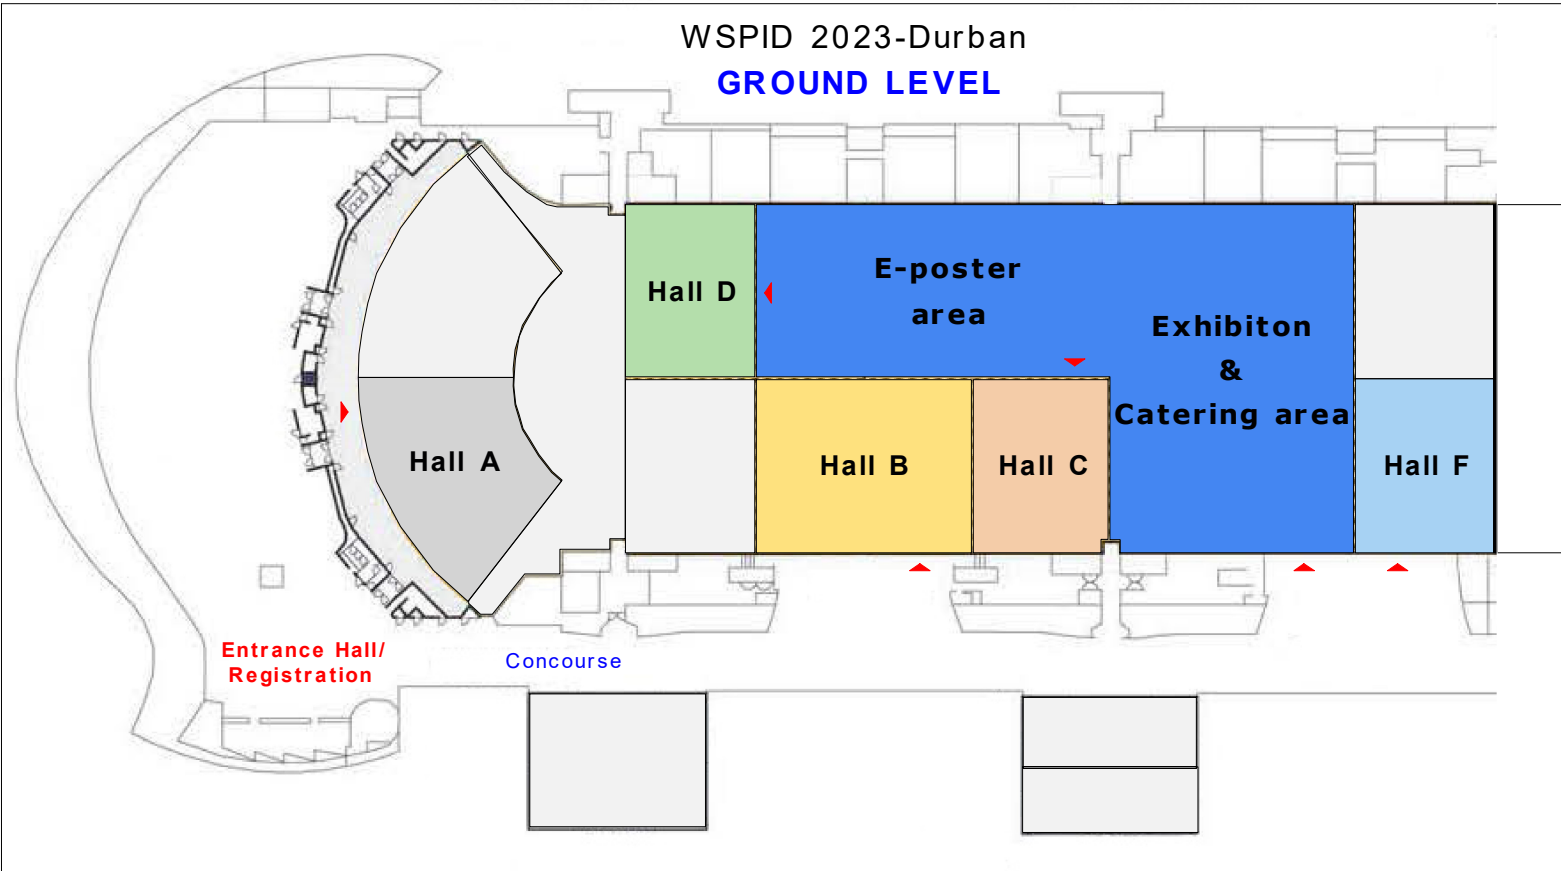 WSPID 2023-Durban
GROUND LEVEL
Hall D
E-poster
area
Exhibiton
&
Catering area
Hall A
Hall B
Hall C
Hall F
Entrance Hall/
Registration
Concourse